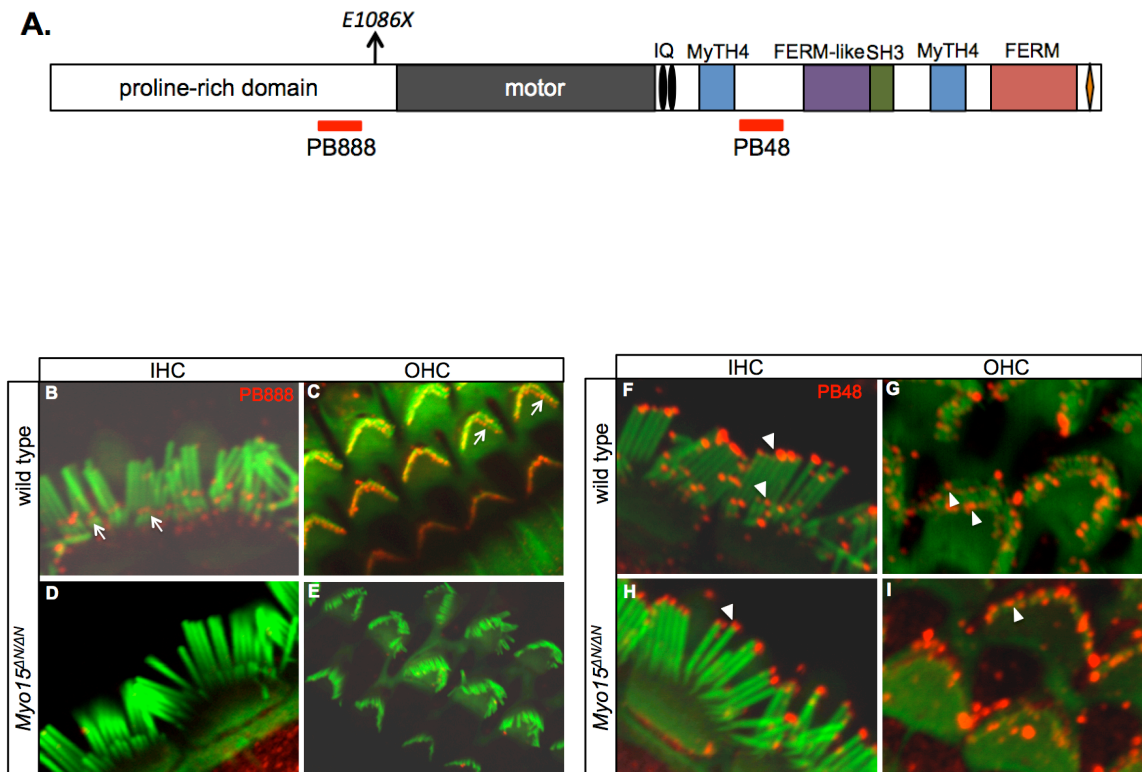 A.
E1086X
IQ MyTH4 FERM-like SH3 MyTH4 FERM
proline-rich domain motor
PB888 PB48
IHC OHC
wild type
Myo15ΔN/ΔN
B PB888 C
D E
IHC OHC
wild type
Myo15ΔN/ΔN
F PB48 G
H I